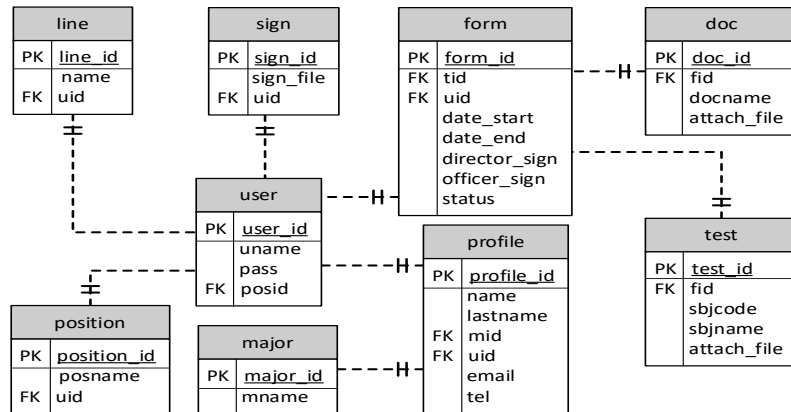 line
PK line_id
name
FK uid
sign
PK sign_id
sign_file
FK uid
form
PK form_id
FK tid
FK uid
date_start
date_end
director_sign
officer_sign
status
doc
PK doc_id
FK fid
docname
attach_file
user
PK user_id
uname
pass
FK posid
profile
PK profile_id
name
lastname
FK mid
FK uid
email
tel
test
PK test_id
FK fid
sbjcode
sbjname
attach_file
position
PK position_id
posname
FK uid
major
PK major_id
mname